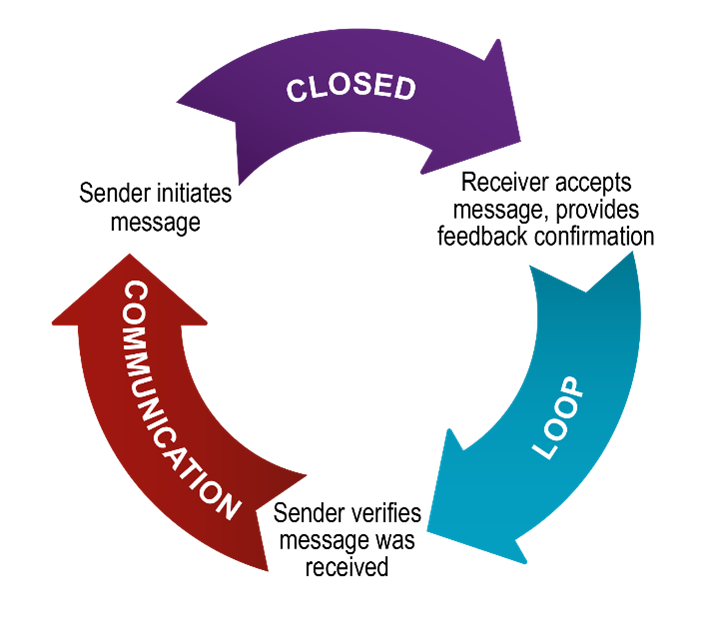 CLOSED
Sender initiates
message
Receiver accepts
message, provides
feedback confirmation
LOOP
Sender verifies
message was
received
COMMUNICATION